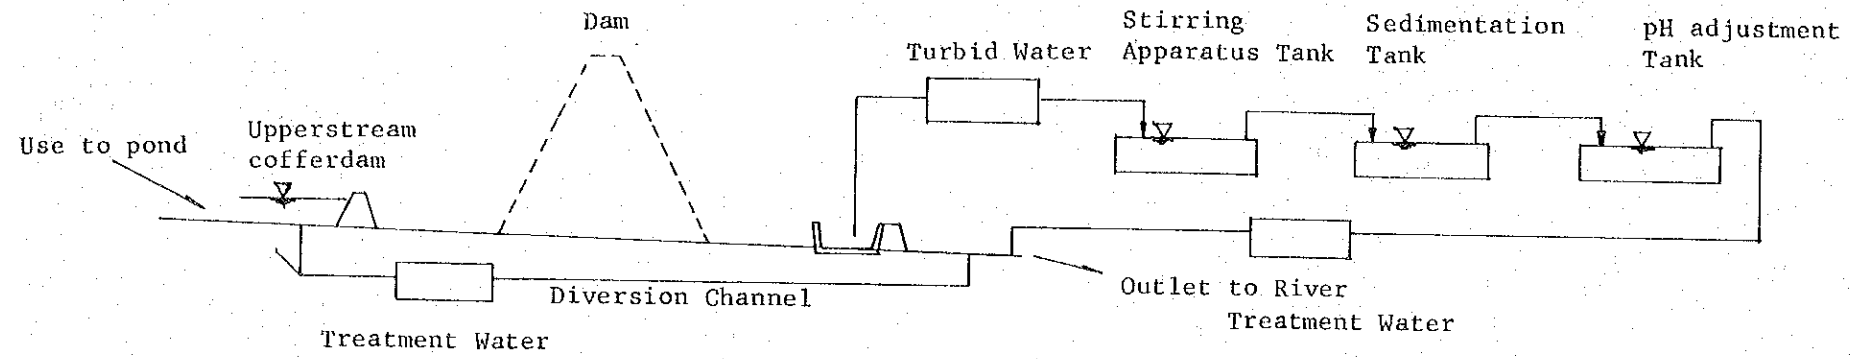 Dam
Stirring
Apparatus Tank
Sedimentation
Tank
pH adjustment
Tank
Turbid Water
Use to pond
Upperstream
cofferdam
Diversion Channel
Treatment Water
Outlet to River
Treatment Water